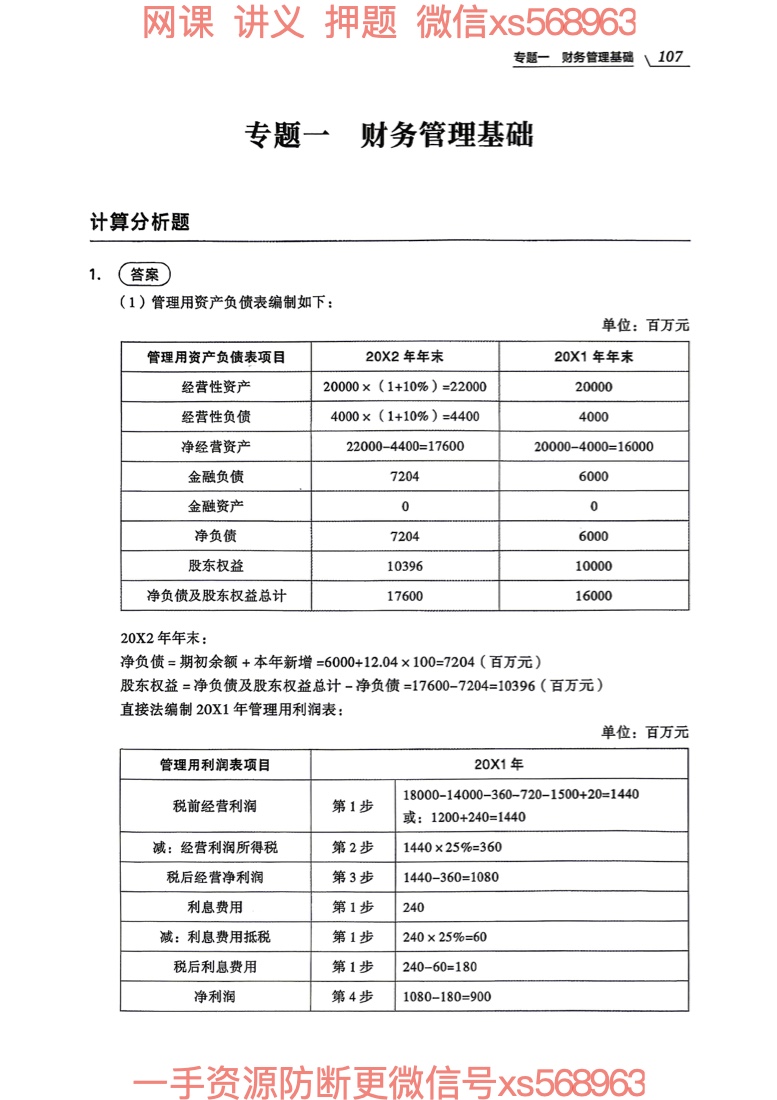 网课 讲义 押题 微信xs568963
专题一 财务管理基础 107
专题一 财务管理基础
计算分析题
1. 答案
（1）管理用资产负债表编制如下：
单位：百万元
管理用资产负债表项目 20X2 年年末 20X1 年年末
经营性资产 20000×（1+10%）=22000 20000
经营性负债 4000×（1+10%）=4400 4000
净经营资产 22000-4400=17600 20000-4000=16000
金融负债 7204 6000
金融资产 0 0
净负债 7204 6000
股东权益 10396 10000
净负债及股东权益总计 17600 16000
20X2 年年末：
净负债 = 期初余额 + 本年新增 =6000+12.04×100=7204（百万元）
股东权益 = 净负债及股东权益总计 - 净负债 =17600-7204=10396（百万元）
直接法编制 20X1 年管理用利润表：
单位：百万元
管理用利润表项目 20X1 年
税前经营利润 第 1 步 18000-14000-360-720-1500+20=1440
或：1200+240=1440
减：经营利润所得税 第 2 步 1440×25%=360
税后经营净利润 第 3 步 1440-360=1080
利息费用 第 1 步 240
减：利息费用抵税 第 1 步 240×25%=60
税后利息费用 第 1 步 240-60=180
净利润 第 4 步 1080-180=900
一手资源防断更微信号xs568963